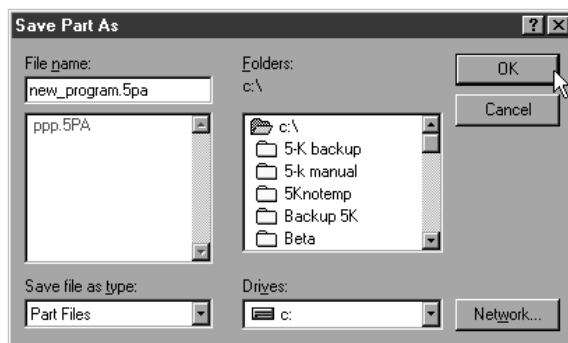 Save Part As
File name:
new_program.5pa
ppp.5PA
Save file as type:
Part Files
Folders:
c:\
c:\
5-K backup
5-k manual
5Knotemp
Backup 5K
Beta
Drives:
c:
OK
Cancel
Network...